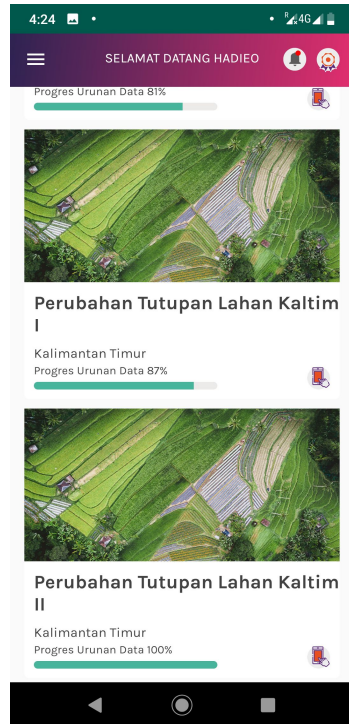 4:24
R 4G
SELAMAT DATANG HADIEO
Progres Urunan Data 81%
Perubahan Tutupan Lahan Kaltim
I
Kalimantan Timur
Progres Urunan Data 87%
Perubahan Tutupan Lahan Kaltim
II
Kalimantan Timur
Progres Urunan Data 100%